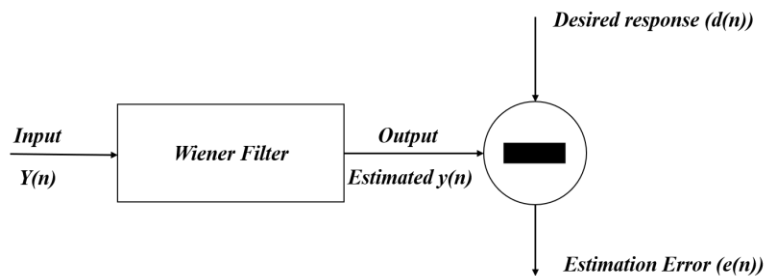 Desired response (d(n))
Input
Wiener Filter
Output
Y(n)
Estimated y(n)
Estimation Error (e(n))